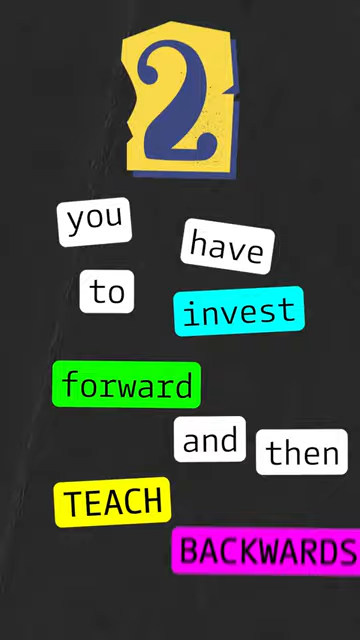 2
you have
to invest
forward
and then
TEACH
BACKWARDS